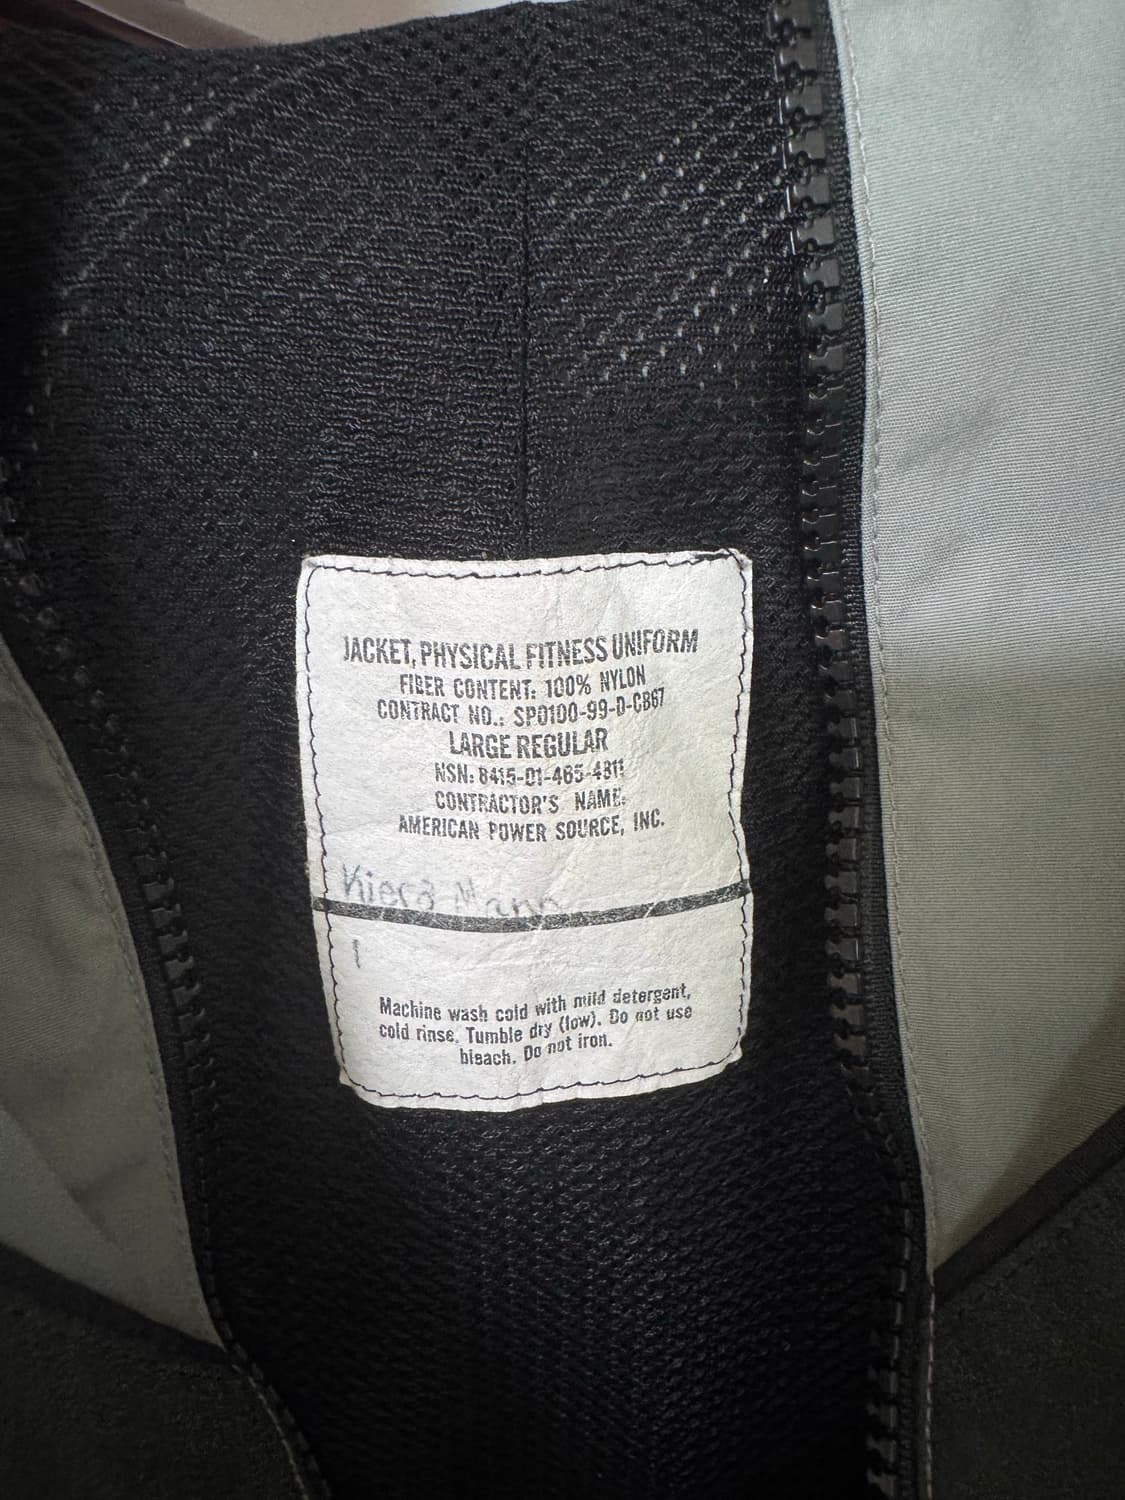 JACKET, PHYSICAL FITNESS UNIFORM
FIBER CONTENT: 100% NYLON
CONTRACT NO.: SPO100-99-D-CB67
LARGE REGULAR
NSN: 8415-01-465-4811
CONTRACTOR'S NAME:
AMERICAN POWER SOURCE, INC.
Kiera
Machine wash cold with mild detergent,
cold rinse. Tumble dry (low). Do not use
bleach. Do not iron.